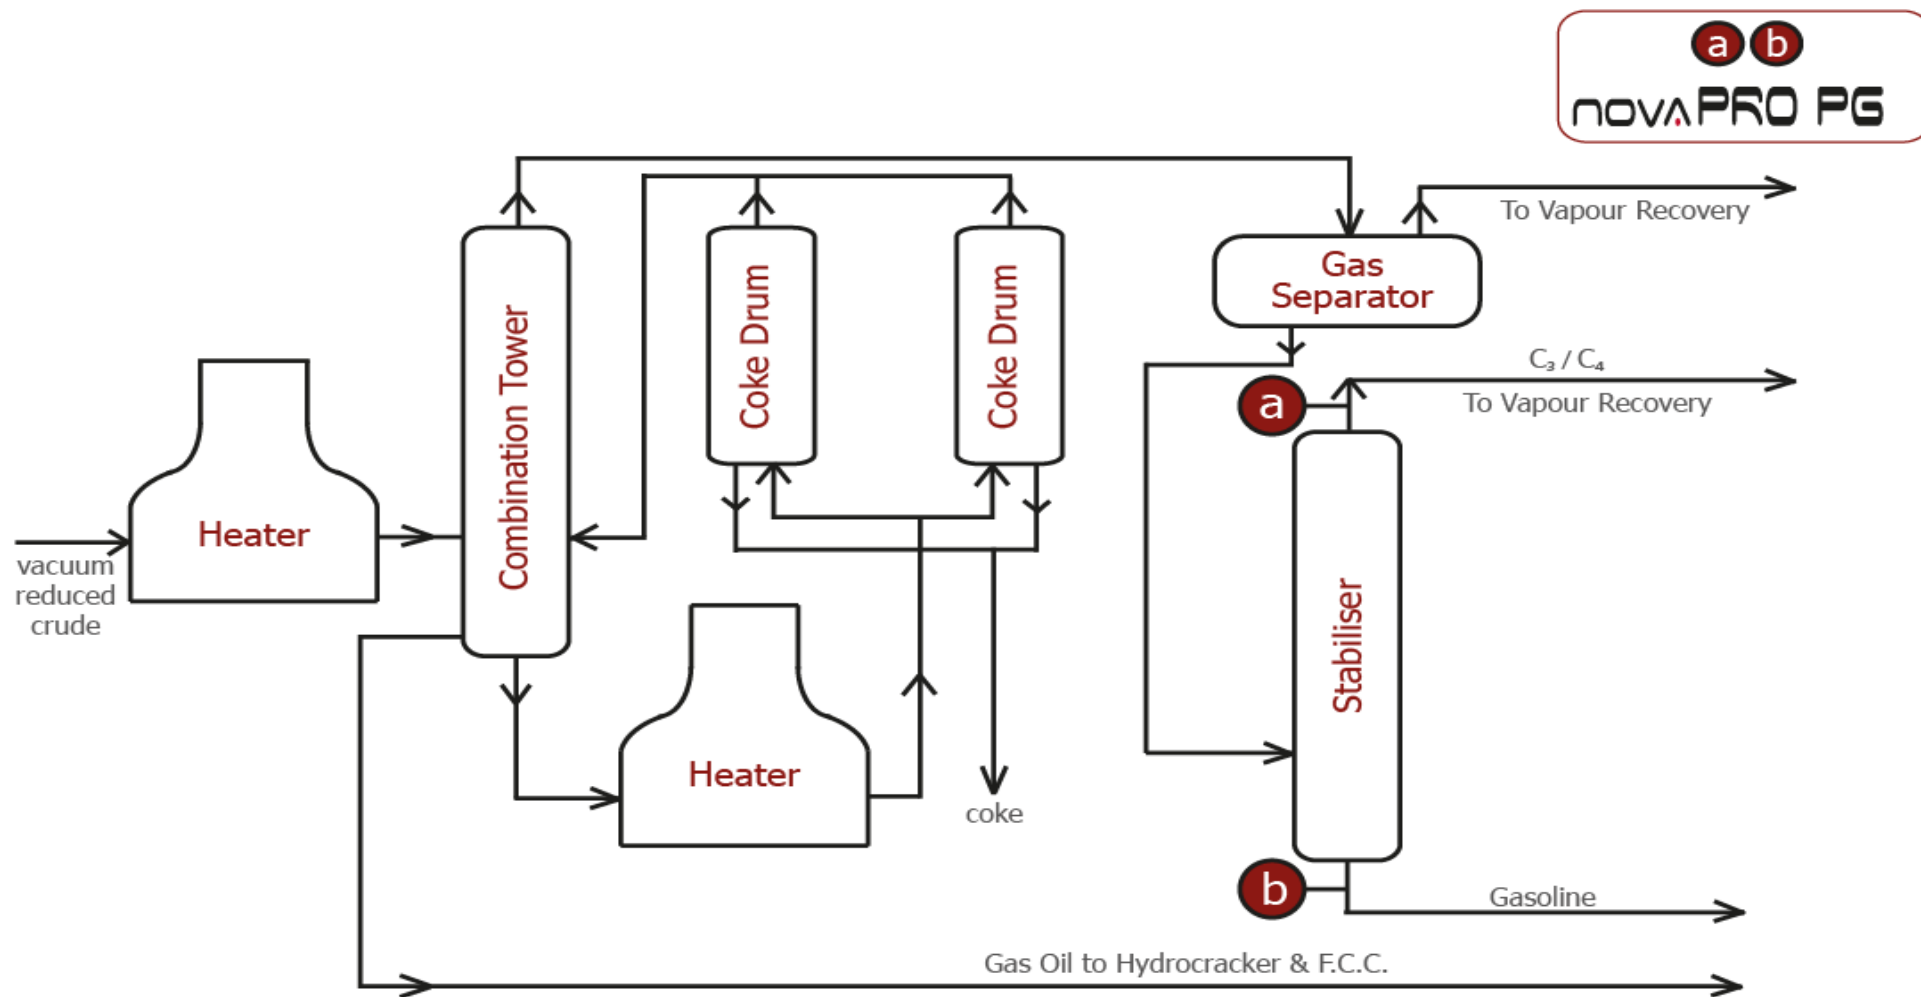 a b
novaPRO PG
To Vapour Recovery
Gas
Separator
C₃ / C₄
To Vapour Recovery
a
Coke Drum
Coke Drum
Combination Tower
Heater
vacuum
reduced
crude
Stabiliser
Heater
coke
b
Gasoline
Gas Oil to Hydrocracker & F.C.C.